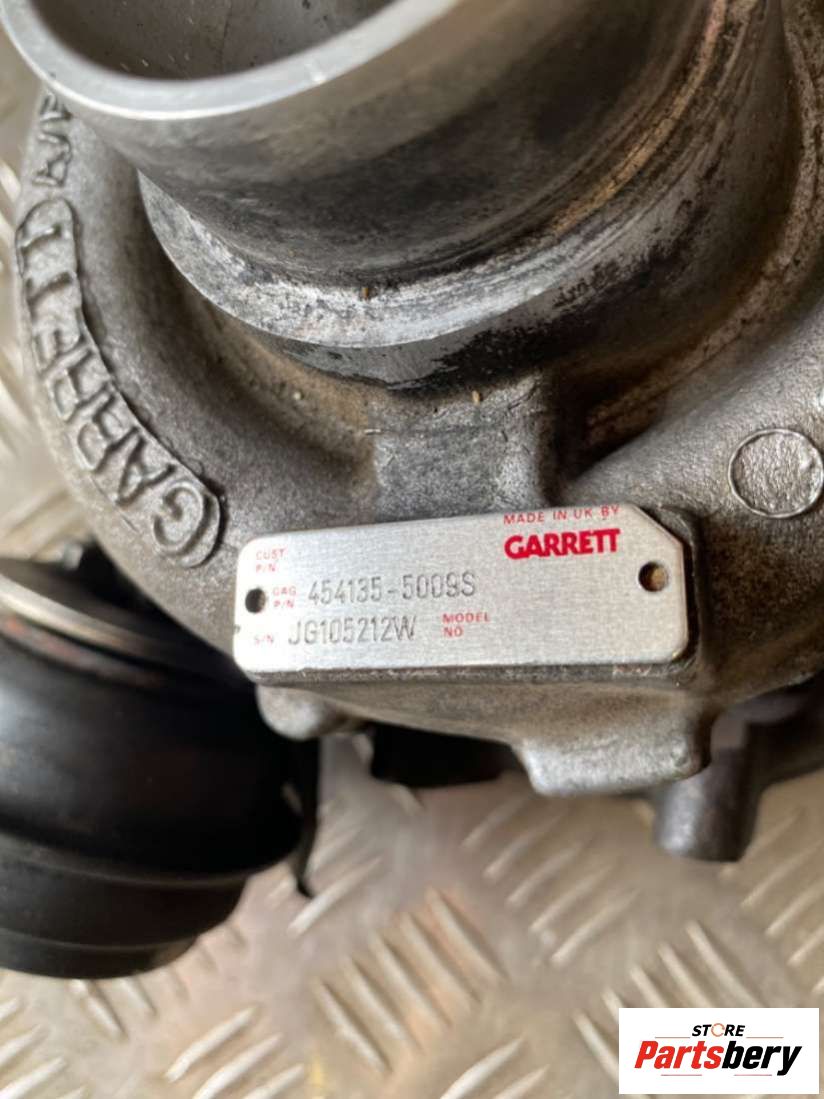 GARRETT
MADE IN UK BY
GARRETT
CUST.
P/N
GAG
P/N
454135-5009S
S/N
JG105212W
MODEL
NO
STORE
Partsbery